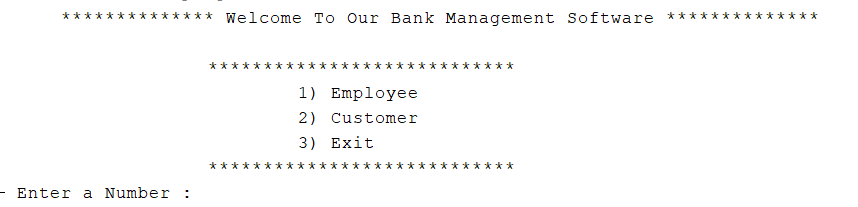 ************** Welcome To Our Bank Management Software **************
****************************
1) Employee
2) Customer
3) Exit
****************************
- Enter a Number :